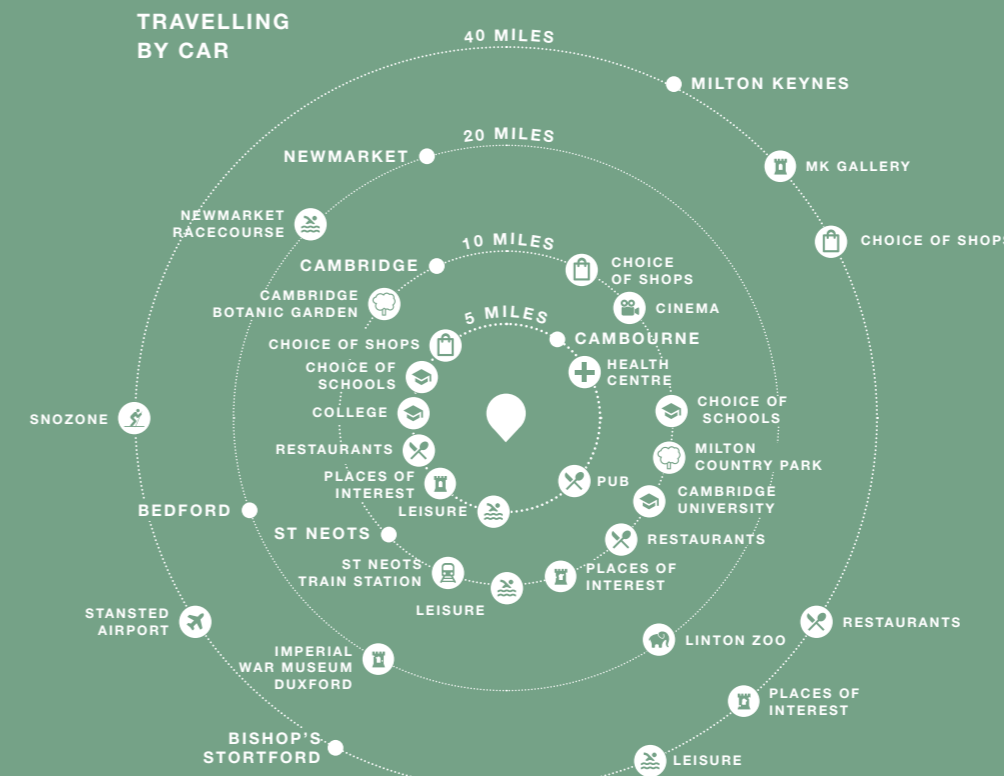 TRAVELLING
BY CAR
40 MILES
MILTON KEYNES
MK GALLERY
CHOICE OF SHOPS
20 MILES
NEWMARKET
NEWMARKET
RACECOURSE
10 MILES
CAMBRIDGE
CAMBRIDGE
BOTANIC GARDEN
CHOICE
OF SHOPS
CINEMA
5 MILES
CAMBOURNE
CHOICE OF SHOPS
HEALTH
CENTRE
CHOICE OF
SCHOOLS
COLLEGE
CHOICE OF
SCHOOLS
SNOZONE
RESTAURANTS
MILTON
COUNTRY PARK
PLACES OF
INTEREST
PUB
CAMBRIDGE
UNIVERSITY
LEISURE
BEDFORD
ST NEOTS
RESTAURANTS
ST NEOTS
TRAIN STATION
PLACES OF
INTEREST
LEISURE
STANSTED
AIRPORT
RESTAURANTS
LINTON ZOO
IMPERIAL
WAR MUSEUM
DUXFORD
PLACES OF
INTEREST
BISHOP'S
STORTFORD
LEISURE